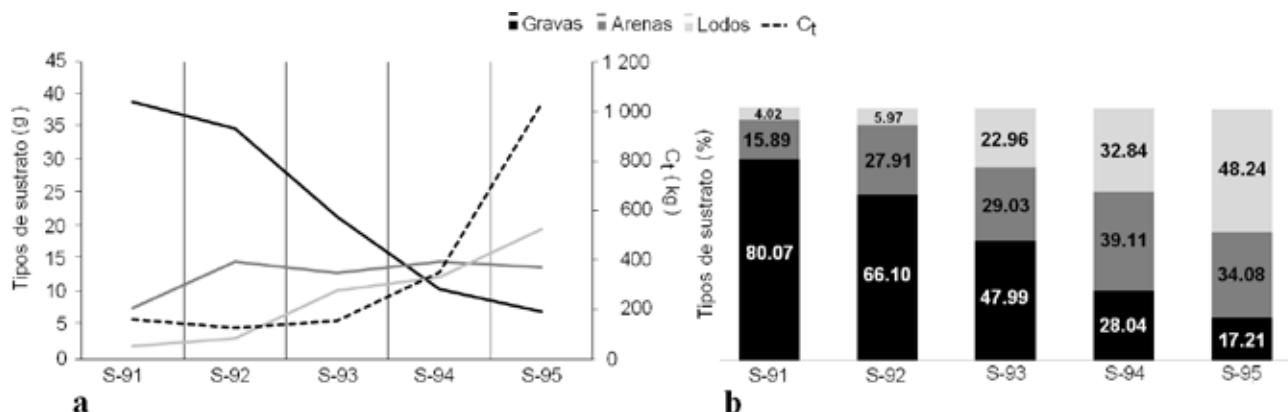 Gravas Arenas Lodos Ct
Tipos de sustrato (g)
45
40
35
30
25
20
15
10
5
0
1 200
1 000
800
600
400
200
0
Ct (kg)
S-91 S-92 S-93 S-94 S-95
a
Tipos de sustrato (%)
4.02 5.97 22.96 32.84 48.24
15.89 27.91 29.03 39.11 34.08
80.07 66.10 47.99 28.04 17.21
S-91 S-92 S-93 S-94 S-95
b